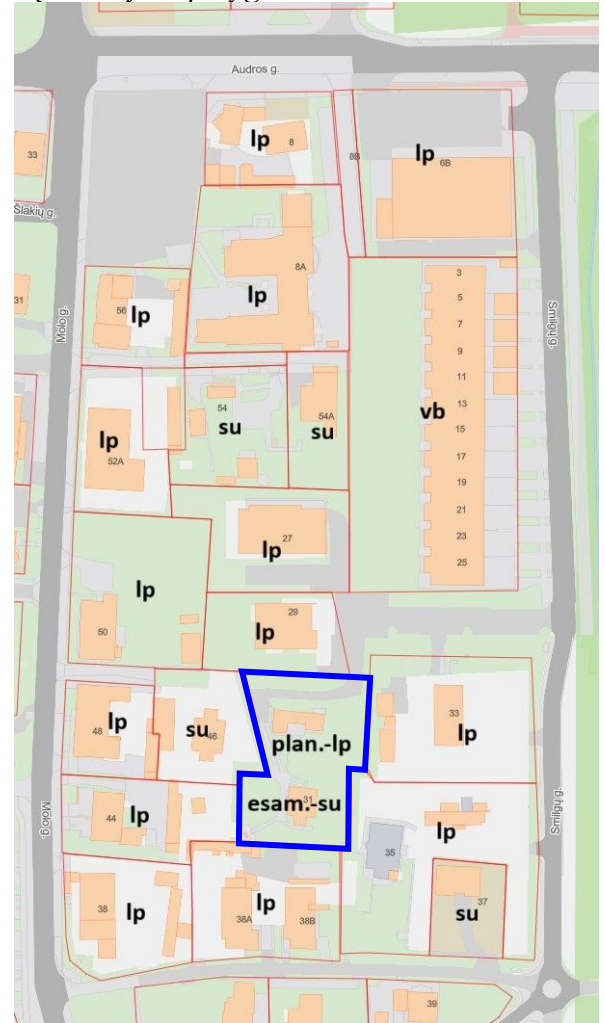 Audros g.
lp
8
33
8B
lp
6B
Šlakių g.
8A
lp
3
5
7
9
11
13
15
17
19
21
23
25
vb
Smilgų g.
31
56
lp
Molo g.
54
su
54A
su
lp
52A
27
lp
lp
50
29
lp
plan.-lp
esam.-su
31
33
lp
48
lp
su
46
44
lp
Molo g.
lp
35
Smilgų g.
37
su
38
lp
lp
38A
38B
39